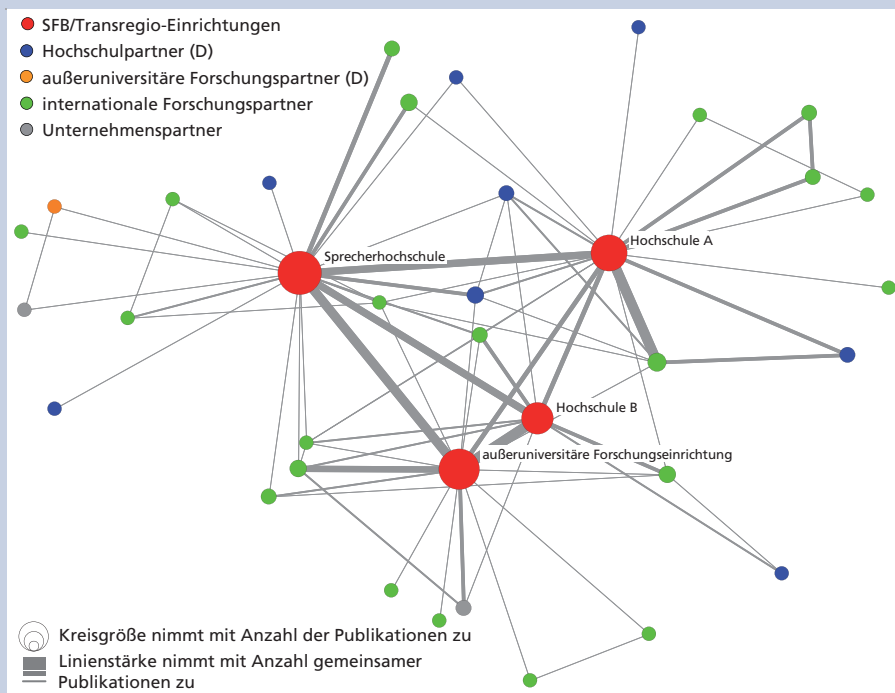 SFB/Transregio-Einrichtungen
Hochschulpartner (D)
außeruniversitäre Forschungspartner (D)
internationale Forschungspartner
Unternehmenspartner
Sprecherhochschule
Hochschule A
Hochschule B
außeruniversitäre Forschungseinrichtung
Kreisgröße nimmt mit Anzahl der Publikationen zu
Linienstärke nimmt mit Anzahl gemeinsamer
Publikationen zu